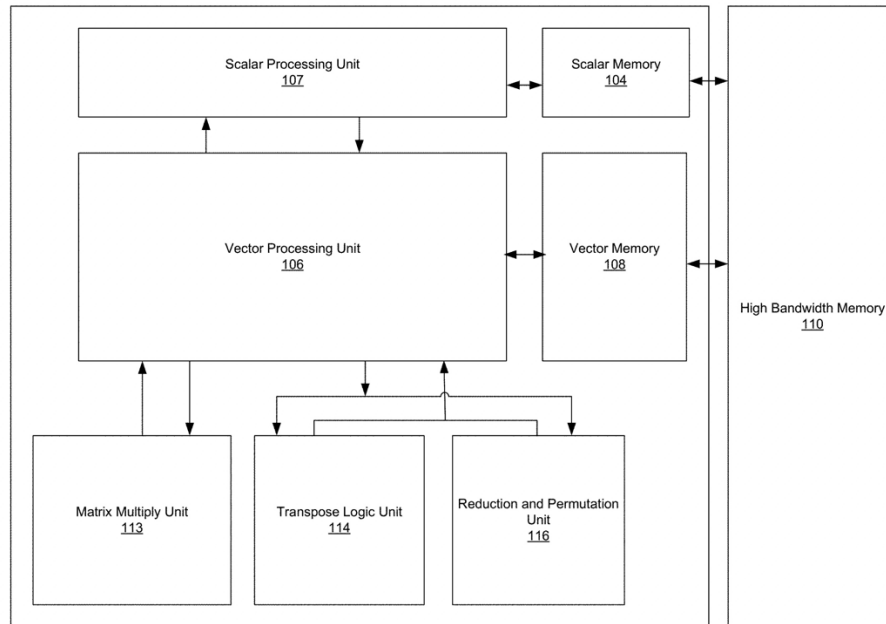 Scalar Processing Unit
107
Scalar Memory
104
Vector Processing Unit
106
Vector Memory
108
High Bandwidth Memory
110
Matrix Multiply Unit
113
Transpose Logic Unit
114
Reduction and Permutation
Unit
116